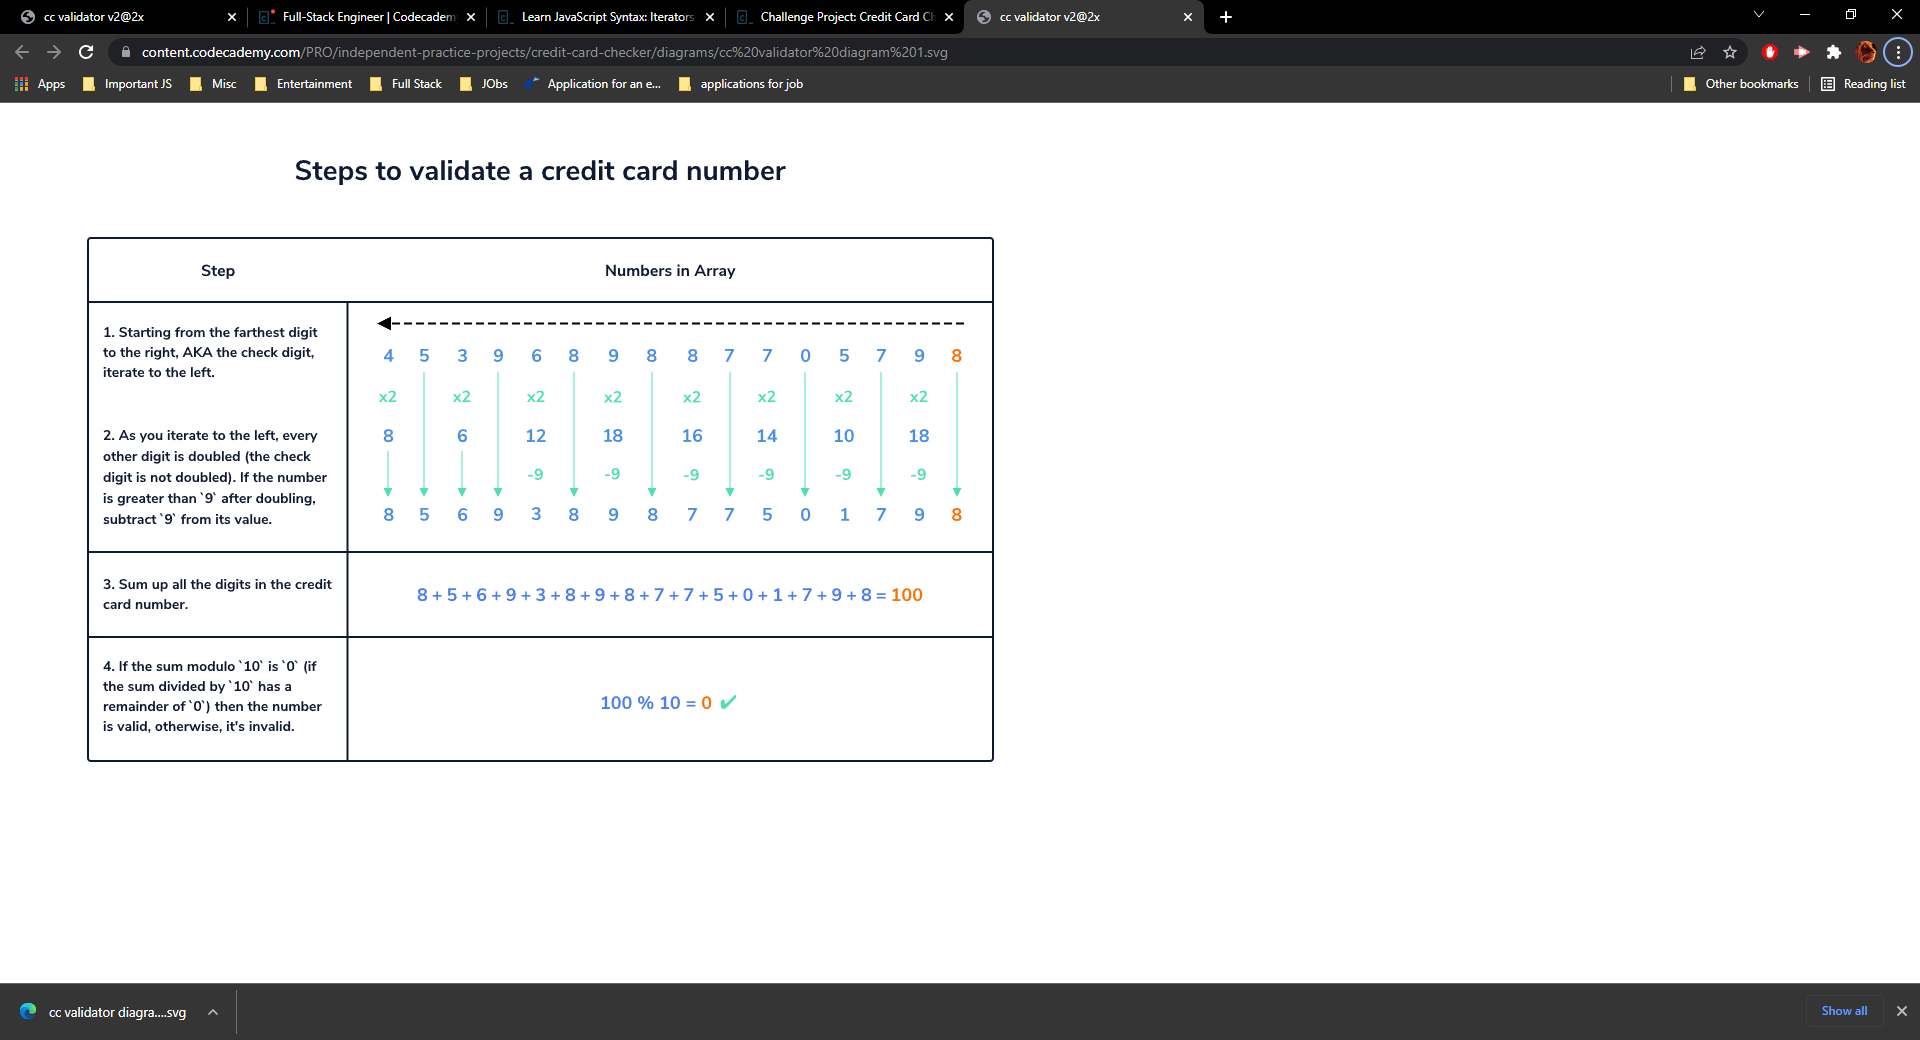 cc validator v2@2x
Full-Stack Engineer | Codecadem
Learn JavaScript Syntax: Iterators
Challenge Project: Credit Card Ch
cc validator v2@2x
content.codecademy.com/PRO/independent-practice-projects/credit-card-checker/diagrams/cc%20validator%20diagram%201.svg
Apps
Important JS
Misc
Entertainment
Full Stack
JObs
Application for an e...
applications for job
Other bookmarks
Reading list
Steps to validate a credit card number
Step
Numbers in Array
1. Starting from the farthest digit
to the right, AKA the check digit,
iterate to the left.
4 5 3 9 6 8 9 8 8 7 7 0 5 7 9 8
x2 x2 x2 x2 x2 x2 x2 x2
2. As you iterate to the left, every
other digit is doubled (the check
digit is not doubled). If the number
is greater than `9` after doubling,
subtract `9` from its value.
8 6 12 18 16 14 10 18
-9 -9 -9 -9 -9 -9
8 5 6 9 3 8 9 8 7 7 5 0 1 7 9 8
3. Sum up all the digits in the credit
card number.
8 + 5 + 6 + 9 + 3 + 8 + 9 + 8 + 7 + 7 + 5 + 0 + 1 + 7 + 9 + 8 = 100
4. If the sum modulo `10` is `0` (if
the sum divided by `10` has a
remainder of `0`) then the number
is valid, otherwise, it's invalid.
100 % 10 = 0 ✔
cc validator diagra....svg
Show all